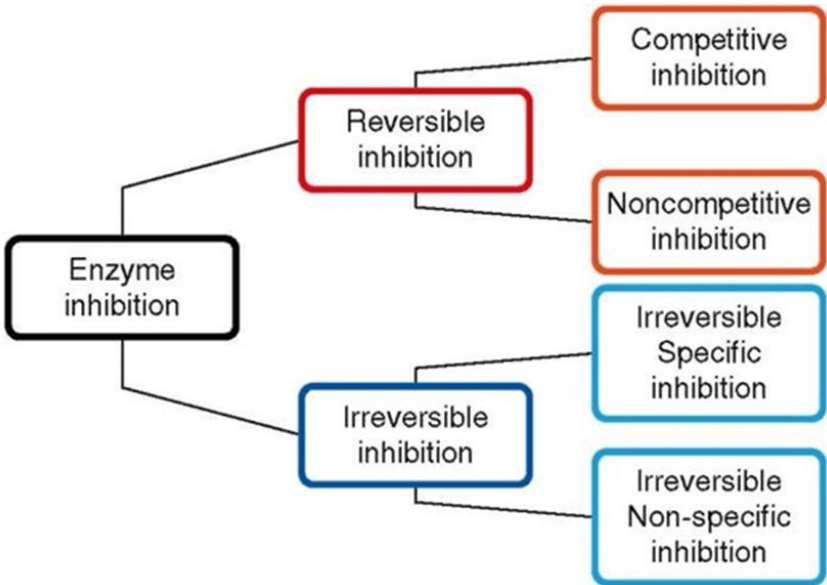 Competitive
inhibition
Reversible
inhibition
Noncompetitive
inhibition
Enzyme
inhibition
Irreversible
Specific
inhibition
Irreversible
inhibition
Irreversible
Non-specific
inhibition